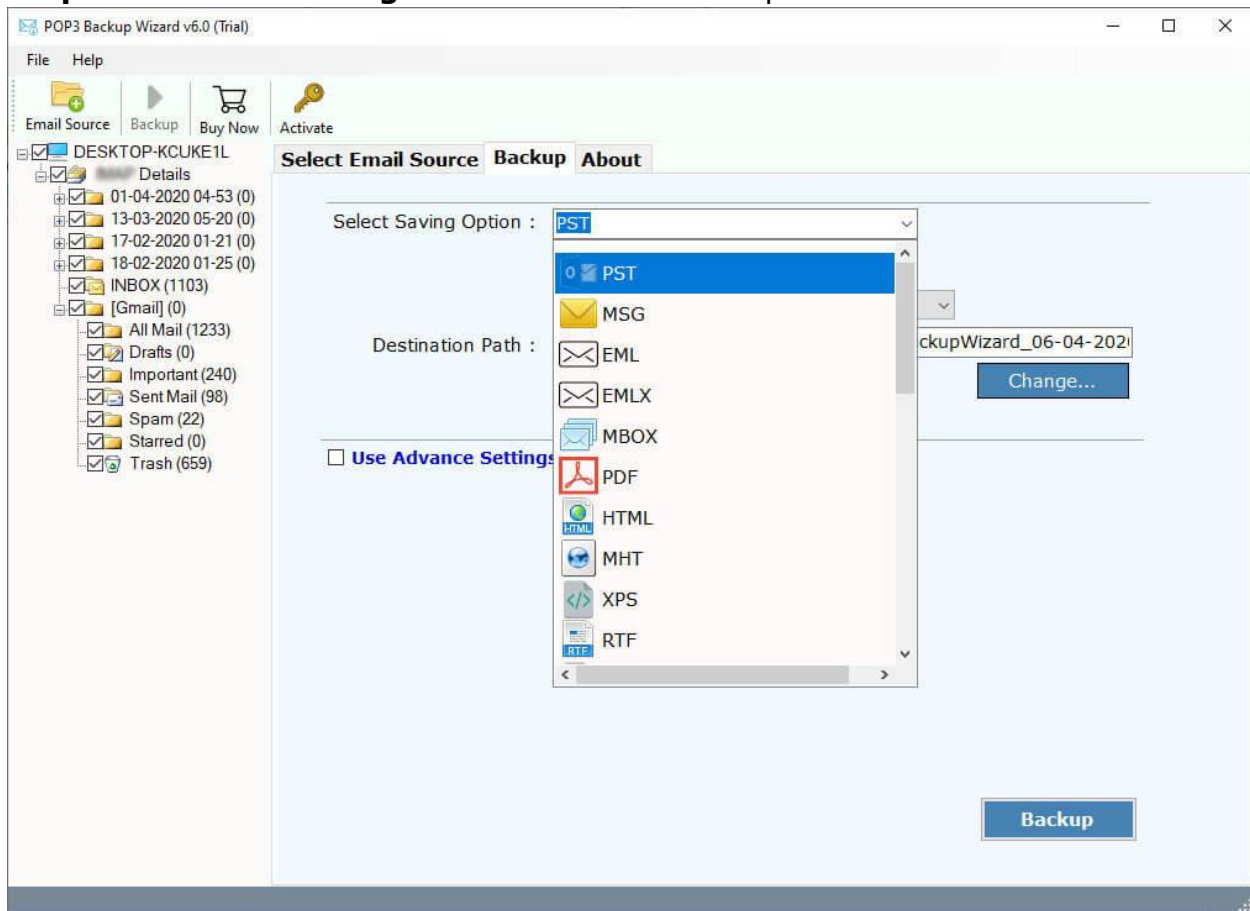 POP3 Backup Wizard v6.0 (Trial)
File Help
Email Source Backup Buy Now Activate
DESKTOP-KCUKE1L
Details
01-04-2020 04-53 (0)
13-03-2020 05-20 (0)
17-02-2020 01-21 (0)
18-02-2020 01-25 (0)
INBOX (1103)
[Gmail] (0)
All Mail (1233)
Drafts (0)
Important (240)
Sent Mail (98)
Spam (22)
Starred (0)
Trash (659)
Select Email Source Backup About
Select Saving Option : PST
PST
MSG
EML
EMLX
MBOX
PDF
HTML
MHT
XPS
RTF
Destination Path : ckupWizard_06-04-202
Change...
Use Advance Settings
Backup